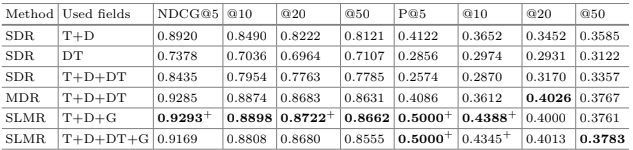 Method Used fields NDCG@5 @10 @20 @50 P@5 @10 @20 @50
SDR T+D 0.8920 0.8490 0.8222 0.8121 0.4122 0.3652 0.3452 0.3585
SDR DT 0.7378 0.7036 0.6964 0.7107 0.2856 0.2974 0.2931 0.3122
SDR T+D+DT 0.8435 0.7954 0.7763 0.7785 0.2574 0.2870 0.3170 0.3357
MDR T+D+DT 0.9285 0.8874 0.8683 0.8631 0.4086 0.3612 0.4026 0.3767
SLMR T+D+G 0.9293+ 0.8898 0.8722+ 0.8662 0.5000+ 0.4388+ 0.4000 0.3761
SLMR T+D+DT+G 0.9169 0.8808 0.8680 0.8555 0.5000+ 0.4345+ 0.4013 0.3783